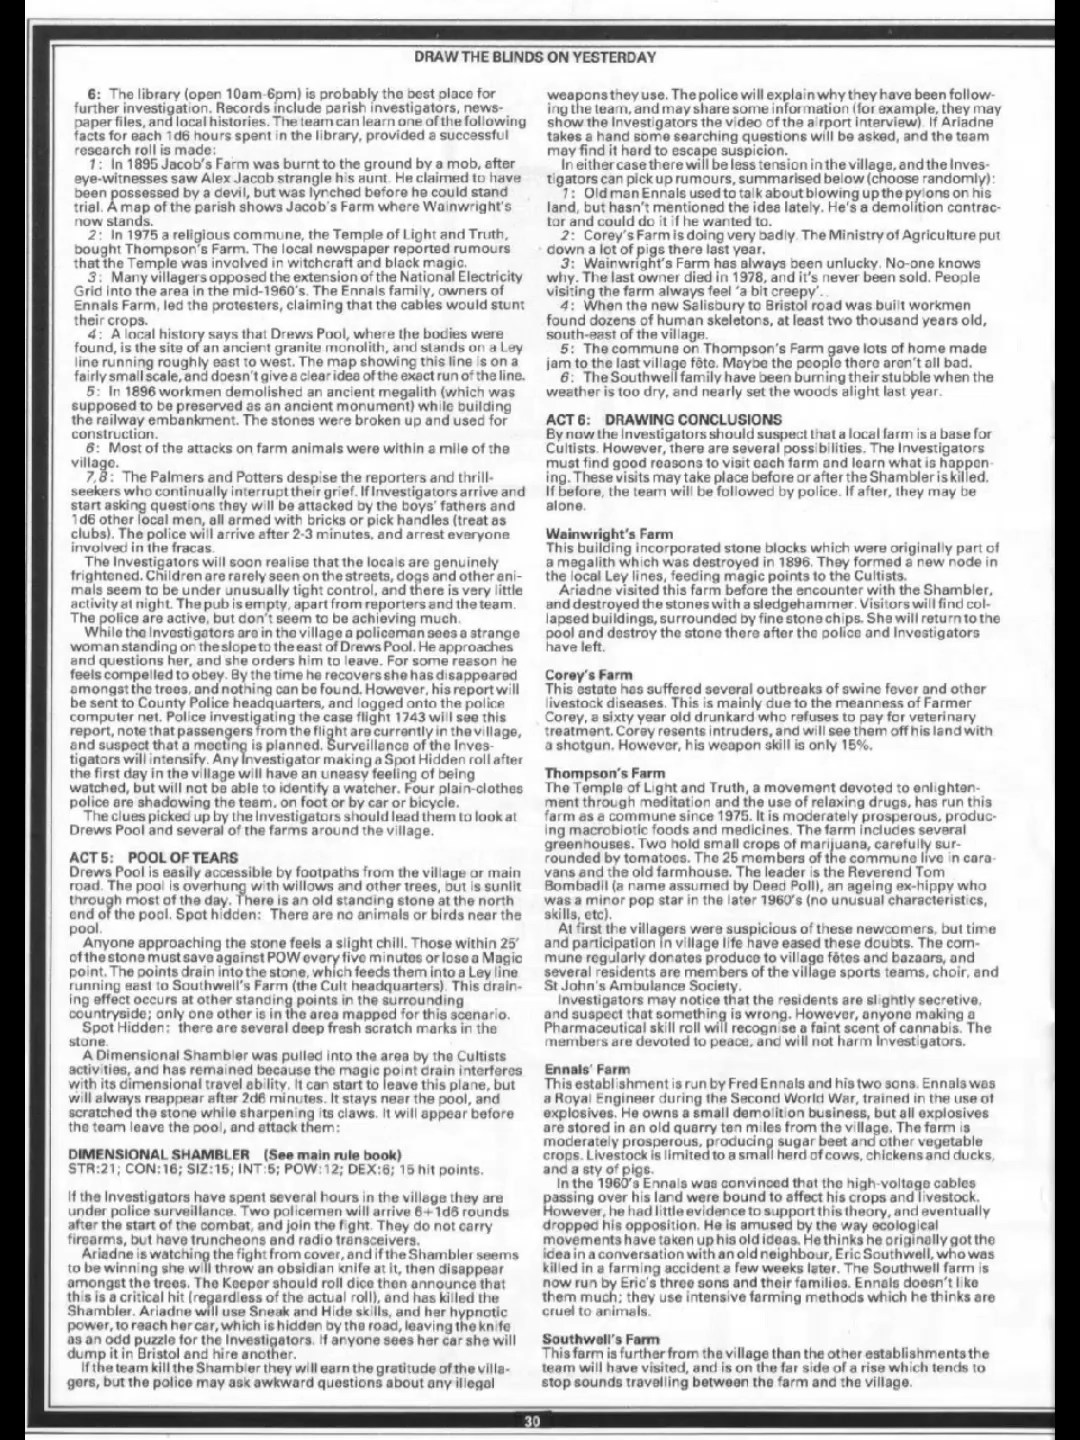 DRAW THE BLINDS ON YESTERDAY
6: The library (open 10am-6pm) is probably the best place for
further investigation. Records include parish investigators, news-
paper files, and local histories. The team can learn one of the following
facts for each 1d6 hours spent in the library, provided a successful
research roll is made:
1: In 1895 Jacob's Farm was burnt to the ground by a mob, after
eye-witnesses saw Alex Jacob strangle his aunt. He claimed to have
been possessed by a devil, but was lynched before he could stand
trial. A map of the parish shows Jacob's Farm where Wainwright's
now stands.
2: In 1975 a religious commune, the Temple of Light and Truth,
bought Thompson's Farm. The local newspaper reported rumours
that the Temple was involved in witchcraft and black magic.
3: Many villagers opposed the extension of the National Electricity
Grid into the area in the mid-1960's. The Ennals family, owners of
Ennals Farm, led the protesters, claiming that the cables would stunt
their crops.
4: A local history says that Drews Pool, where the bodies were
found, is the site of an ancient granite monolith, and stands on a Ley
line running roughly east to west. The map showing this line is on a
fairly small scale, and doesn't give a clear idea of the exact run of the line.
5: In 1896 workmen demolished an ancient megalith (which was
supposed to be preserved as an ancient monument) while building
the railway embankment. The stones were broken up and used for
construction.
6: Most of the attacks on farm animals were within a mile of the
village.
7,8: The Palmers and Potters despise the reporters and thrill-
seekers who continually interrupt their grief. If Investigators arrive and
start asking questions they will be attacked by the boys' fathers and
1d6 other local men, all armed with bricks or pick handles (treat as
clubs). The police will arrive after 2-3 minutes, and arrest everyone
involved in the fracas.
The Investigators will soon realise that the locals are genuinely
frightened. Children are rarely seen on the streets, dogs and other ani-
mals seem to be under unusually tight control, and there is very little
activity at night. The pub is empty, apart from reporters and the team.
The police are active, but don't seem to be achieving much.
While the Investigators are in the village a policeman sees a strange
woman standing on the slope to the east of Drews Pool. He approaches
and questions her, and she orders him to leave. For some reason he
feels compelled to obey. By the time he recovers she has disappeared
amongst the trees, and nothing can be found. However, his report will
be sent to County Police headquarters, and logged onto the police
computer net. Police investigating the case flight 1743 will see this
report, note that passengers from the flight are currently in the village,
and suspect that a meeting is planned. Surveillance of the Inves-
tigators will intensify. Any Investigator making a Spot Hidden roll after
the first day in the village will have an uneasy feeling of being
watched, but will not be able to identify a watcher. Four plain-clothes
police are shadowing the team, on foot or by car or bicycle.
The clues picked up by the Investigators should lead them to look at
Drews Pool and several of the farms around the village.
ACT 5: POOL OF TEARS
Drews Pool is easily accessible by footpaths from the village or main
road. The pool is overhung with willows and other trees, but is sunlit
through most of the day. There is an old standing stone at the north
end of the pool. Spot hidden: There are no animals or birds near the
pool.
Anyone approaching the stone feels a slight chill. Those within 25'
of the stone must save against POW every five minutes or lose a Magic
point. The points drain into the stone, which feeds them into a Ley line
running east to Southwell's Farm (the Cult headquarters). This drain-
ing effect occurs at other standing points in the surrounding
countryside; only one other is in the area mapped for this scenario.
Spot Hidden: there are several deep fresh scratch marks in the
stone.
A Dimensional Shambler was pulled into the area by the Cultists
activities, and has remained because the magic point drain interferes
with its dimensional travel ability. It can start to leave this plane, but
will always reappear after 2d6 minutes. It stays near the pool, and
scratched the stone while sharpening its claws. It will appear before
the team leave the pool, and attack them:
DIMENSIONAL SHAMBLER (See main rule book)
STR:21; CON:16; SIZ:15; INT:5; POW:12; DEX:6; 15 hit points.
If the Investigators have spent several hours in the village they are
under police surveillance. Two policemen will arrive 6+1d6 rounds
after the start of the combat, and join the fight. They do not carry
firearms, but have truncheons and radio transceivers.
Ariadne is watching the fight from cover, and if the Shambler seems
to be winning she will throw an obsidian knife at it, then disappear
amongst the trees. The Keeper should roll dice then announce that
this is a critical hit (regardless of the actual roll), and has killed the
Shambler. Ariadne will use Sneak and Hide skills, and her hypnotic
power, to reach her car, which is hidden by the road, leaving the knife
as an odd puzzle for the Investigators. If anyone sees her car she will
dump it in Bristol and hire another.
If the team kill the Shambler they will earn the gratitude of the villa-
gers, but the police may ask awkward questions about any illegal
weapons they use. The police will explain why they have been follow-
ing the team, and may share some information (for example, they may
show the Investigators the video of the airport interview). If Ariadne
takes a hand some searching questions will be asked, and the team
may find it hard to escape suspicion.
In either case there will be less tension in the village, and the Inves-
tigators can pick up rumours, summarised below (choose randomly):
1: Old man Ennals used to talk about blowing up the pylons on his
land, but hasn't mentioned the idea lately. He's a demolition contrac-
tor and could do it if he wanted to.
2: Corey's Farm is doing very badly. The Ministry of Agriculture put
down a lot of pigs there last year.
3: Wainwright's Farm has always been unlucky. No-one knows
why. The last owner died in 1978, and it's never been sold. People
visiting the farm always feel 'a bit creepy'..
4: When the new Salisbury to Bristol road was built workmen
found dozens of human skeletons, at least two thousand years old,
south-east of the village.
5: The commune on Thompson's Farm gave lots of home made
jam to the last village fête. Maybe the people there aren't all bad.
6: The Southwell family have been burning their stubble when the
weather is too dry, and nearly set the woods alight last year.
ACT 6: DRAWING CONCLUSIONS
By now the Investigators should suspect that a local farm is a base for
Cultists. However, there are several possibilities. The Investigators
must find good reasons to visit each farm and learn what is happen-
ing. These visits may take place before or after the Shambler is killed.
If before, the team will be followed by police. If after, they may be
alone.
Wainwright's Farm
This building incorporated stone blocks which were originally part of
a megalith which was destroyed in 1896. They formed a new node in
the local Ley lines, feeding magic points to the Cultists.
Ariadne visited this farm before the encounter with the Shambler,
and destroyed the stones with a sledgehammer. Visitors will find col-
lapsed buildings, surrounded by fine stone chips. She will return to the
pool and destroy the stone there after the police and Investigators
have left.
Corey's Farm
This estate has suffered several outbreaks of swine fever and other
livestock diseases. This is mainly due to the meanness of Farmer
Corey, a sixty year old drunkard who refuses to pay for veterinary
treatment. Corey resents intruders, and will see them off his land with
a shotgun. However, his weapon skill is only 15%.
Thompson's Farm
The Temple of Light and Truth, a movement devoted to enlighten-
ment through meditation and the use of relaxing drugs, has run this
farm as a commune since 1975. It is moderately prosperous, produc-
ing macrobiotic foods and medicines. The farm includes several
greenhouses. Two hold small crops of marijuana, carefully sur-
rounded by tomatoes. The 25 members of the commune live in cara-
vans and the old farmhouse. The leader is the Reverend Tom
Bombadil (a name assumed by Dead Poll), an ageing ex-hippy who
was a minor pop star in the later 1960's (no unusual characteristics,
skills, etc).
At first the villagers were suspicious of these newcomers, but time
and participation in village life have eased these doubts. The com-
mune regularly donates produce to village fêtes and bazaars, and
several residents are members of the village sports teams, choir, and
St John's Ambulance Society.
Investigators may notice that the residents are slightly secretive,
and suspect that something is wrong. However, anyone making a
Pharmaceutical skill roll will recognise a faint scent of cannabis. The
members are devoted to peace, and will not harm Investigators.
Ennals' Farm
This establishment is run by Fred Ennals and his two sons. Ennals was
a Royal Engineer during the Second World War, trained in the use of
explosives. He owns a small demolition business, but all explosives
are stored in an old quarry ten miles from the village. The farm is
moderately prosperous, producing sugar beet and other vegetable
crops. Livestock is limited to a small herd of cows, chickens and ducks,
and a sty of pigs.
In the 1960's Ennals was convinced that the high-voltage cables
passing over his land were bound to affect his crops and livestock.
However, he had little evidence to support this theory, and eventually
dropped his opposition. He is amused by the way ecological
movements have taken up his old ideas. He thinks he originally got the
idea in a conversation with an old neighbour, Eric Southwell, who was
killed in a farming accident a few weeks later. The Southwell farm is
now run by Eric's three sons and their families. Ennals doesn't like
them much; they use intensive farming methods which he thinks are
cruel to animals.
Southwell's Farm
This farm is further from the village than the other establishments the
team will have visited, and is on the far side of a rise which tends to
stop sounds travelling between the farm and the village.
30